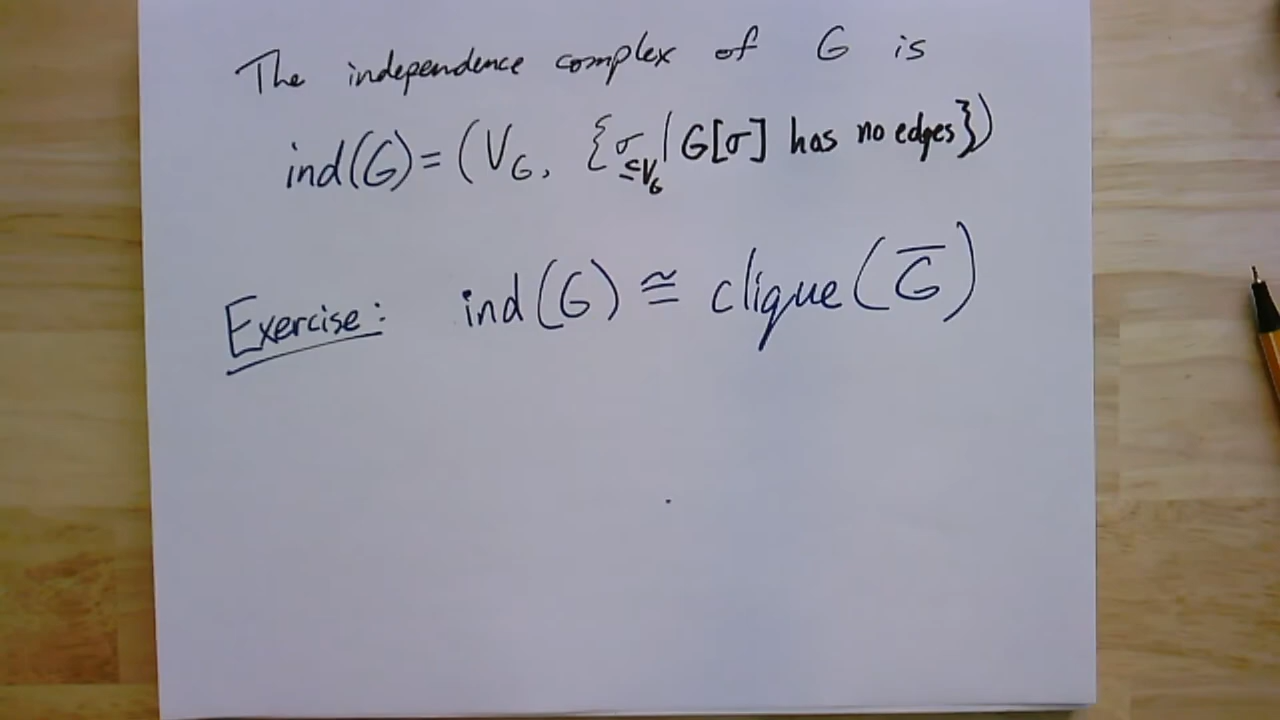 The independence complex of G is
ind(G) = (V_G, {σ ⊆ V_G | G[σ] has no edges})
Exercise: ind(G) ≅ clique(G̅)